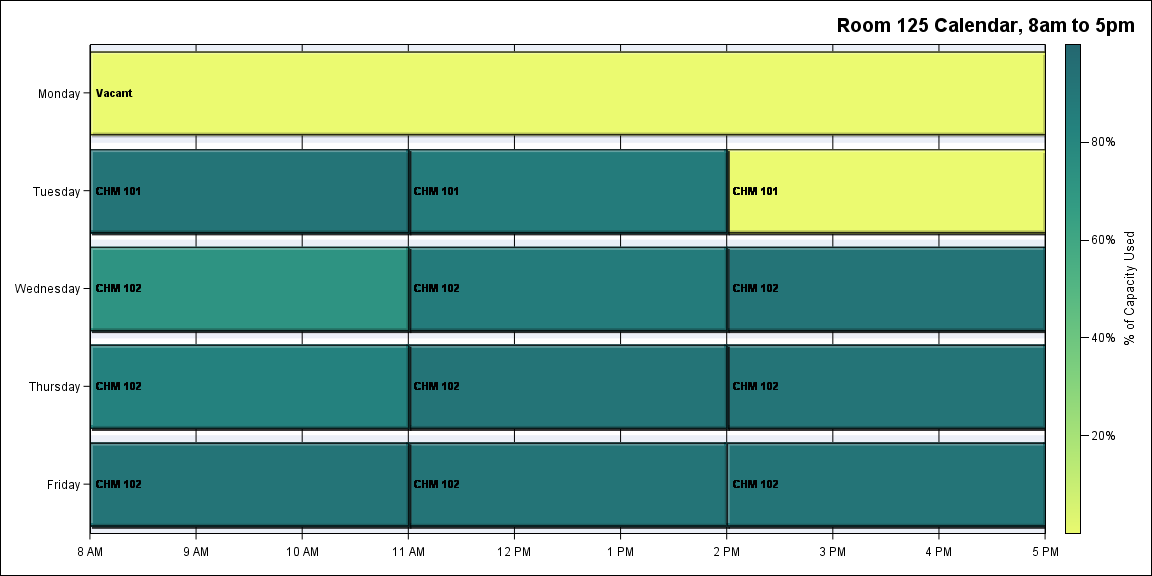 Room 125 Calendar, 8am to 5pm
Monday
Vacant
80%
Tuesday
CHM 101
CHM 101
CHM 101
60%
% of Capacity Used
Wednesday
CHM 102
CHM 102
CHM 102
40%
Thursday
CHM 102
CHM 102
CHM 102
20%
Friday
CHM 102
CHM 102
CHM 102
8 AM
9 AM
10 AM
11 AM
12 PM
1 PM
2 PM
3 PM
4 PM
5 PM